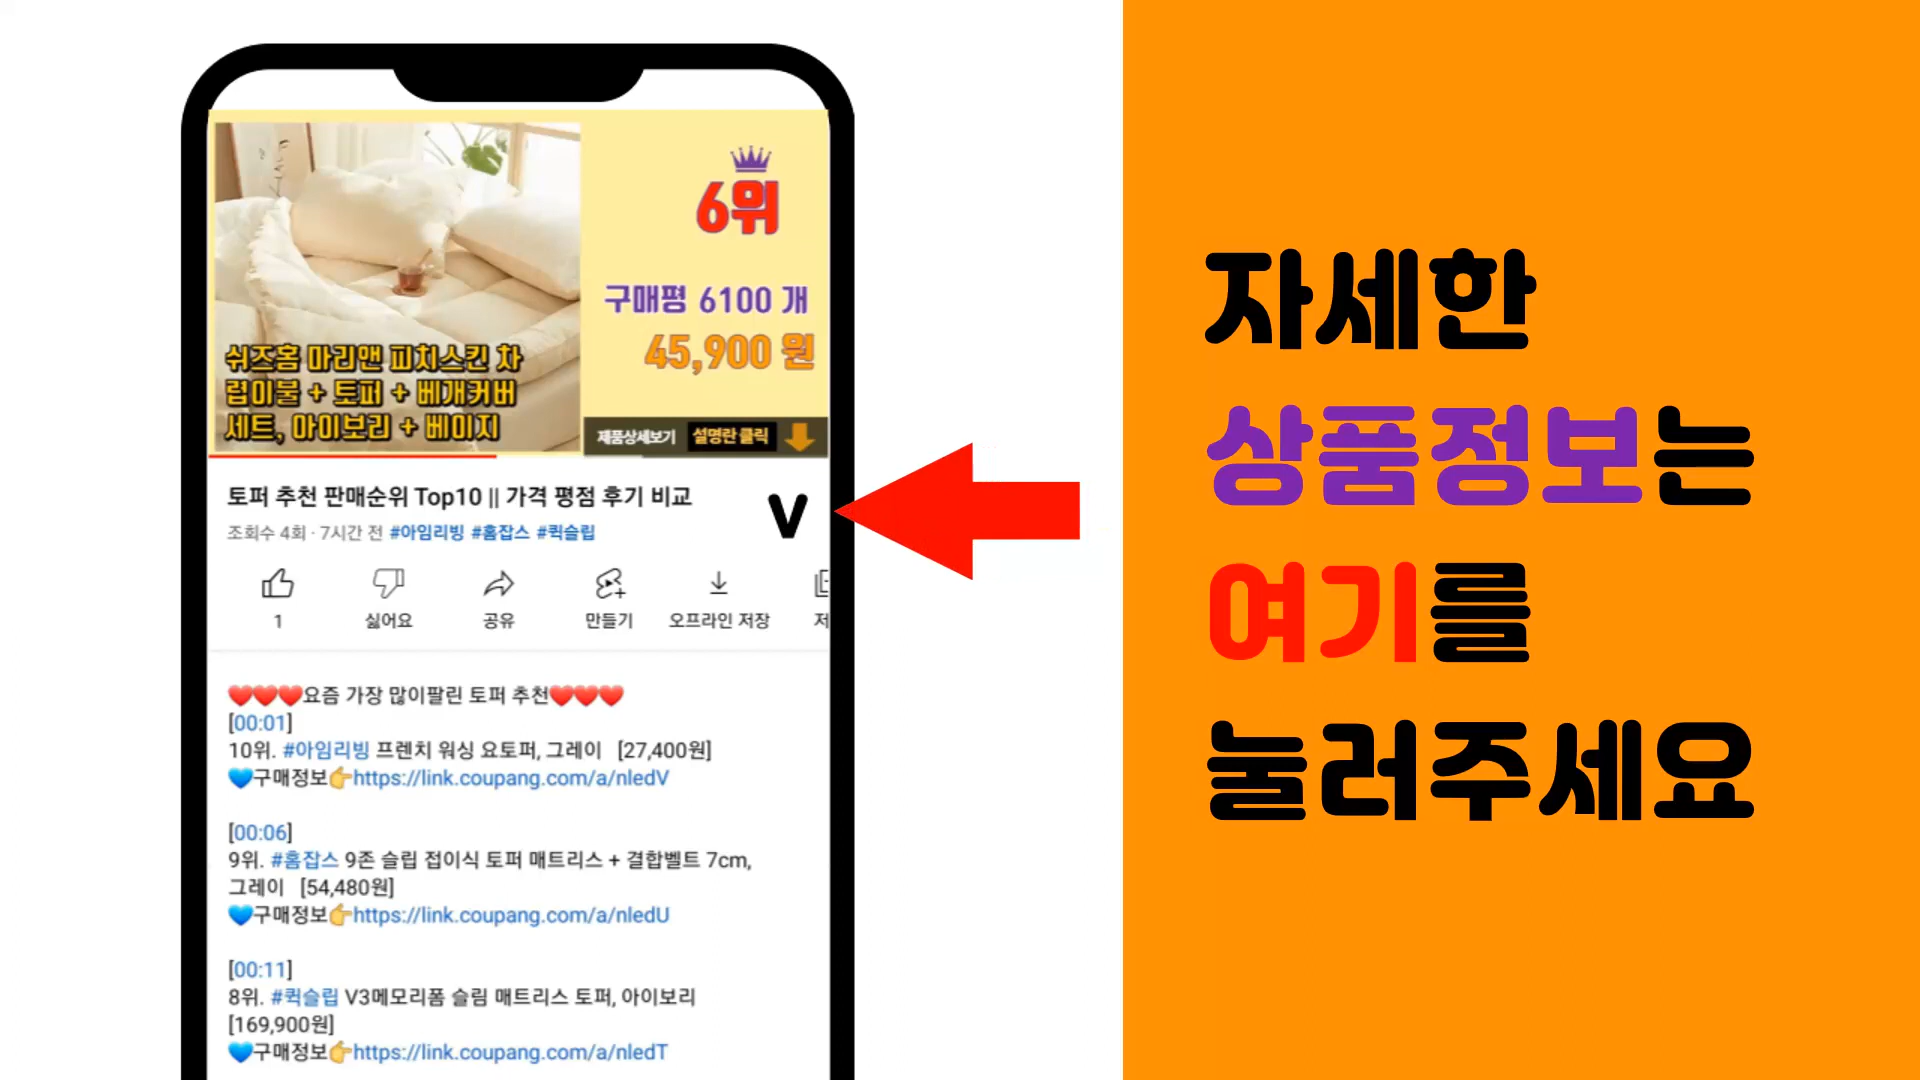 6위
구매평 6100 개
45,900 원
쉬즈홈 마리앤 피치스킨 차
렵이불 + 토퍼 + 베개커버
세트, 아이보리 + 베이지
제품상세보기 설명란 클릭
토퍼 추천 판매순위 Top10 || 가격 평점 후기 비교
V
조회수 4회 · 7시간 전 #아임리빙 #홈잡스 #퀵슬립
1 싫어요 공유 만들기 오프라인 저장 저
❤️❤️❤️요즘 가장 많이팔린 토퍼 추천❤️❤️❤️
[00:01]
10위. #아임리빙 프렌치 워싱 요토퍼, 그레이 [27,400원]
💙구매정보👉https://link.coupang.com/a/nledV
[00:06]
9위. #홈잡스 9존 슬립 접이식 토퍼 매트리스 + 결합벨트 7cm,
그레이 [54,480원]
💙구매정보👉https://link.coupang.com/a/nledU
[00:11]
8위. #퀵슬립 V3메모리폼 슬림 매트리스 토퍼, 아이보리
[169,900원]
💙구매정보👉https://link.coupang.com/a/nledT
자세한
상품정보는
여기를
눌러주세요